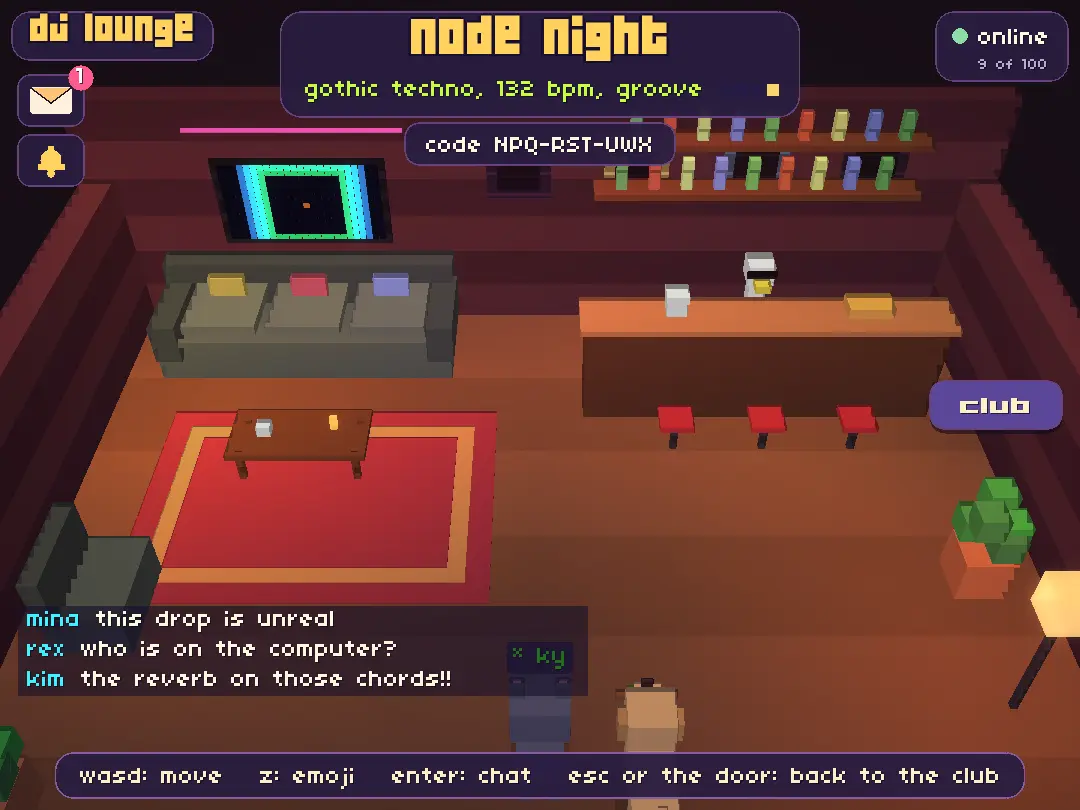 dj lounge
node night
gothic techno, 132 bpm, groove
online
9 of 100
1
code NPQ-RST-UWX
club
mina this drop is unreal
rex who is on the computer?
kim the reverb on those chords!!
* ky
wasd: move z: emoji enter: chat esc or the door: back to the club